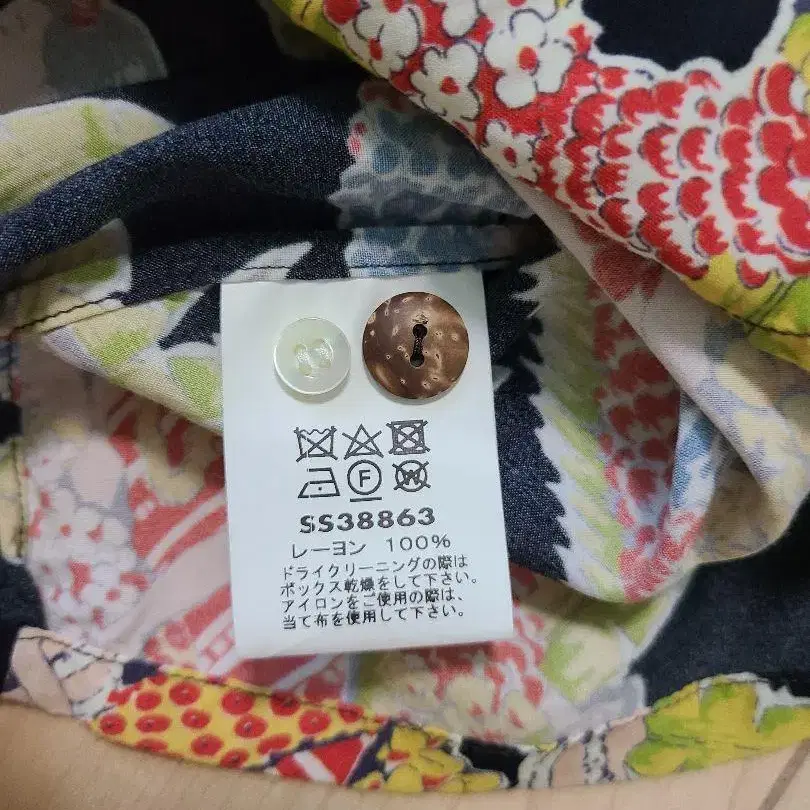 F W
SS38863
レーヨン 100%
ドライクリーニングの際は
ボックス乾燥をして下さい。
アイロンをご使用の際は、
当て布を使用して下さい。